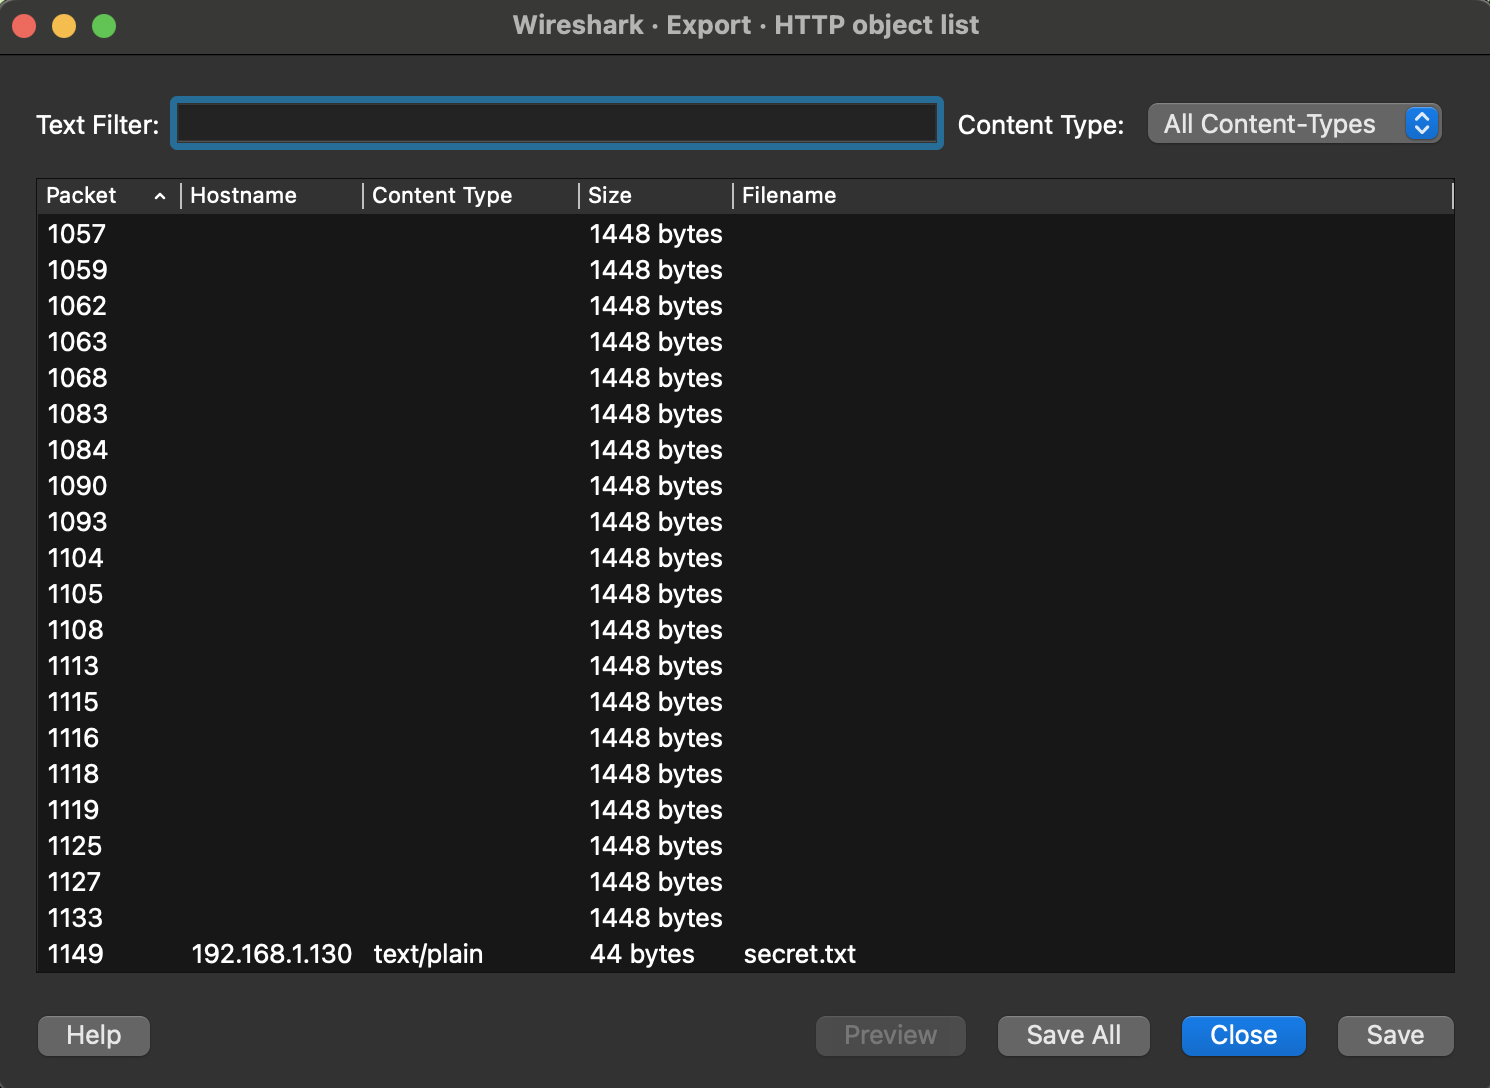 Wireshark · Export · HTTP object list
Text Filter: Content Type: All Content-Types
Packet Hostname Content Type Size Filename
1057 1448 bytes
1059 1448 bytes
1062 1448 bytes
1063 1448 bytes
1068 1448 bytes
1083 1448 bytes
1084 1448 bytes
1090 1448 bytes
1093 1448 bytes
1104 1448 bytes
1105 1448 bytes
1108 1448 bytes
1113 1448 bytes
1115 1448 bytes
1116 1448 bytes
1118 1448 bytes
1119 1448 bytes
1125 1448 bytes
1127 1448 bytes
1133 1448 bytes
1149 192.168.1.130 text/plain 44 bytes secret.txt
Help Preview Save All Close Save